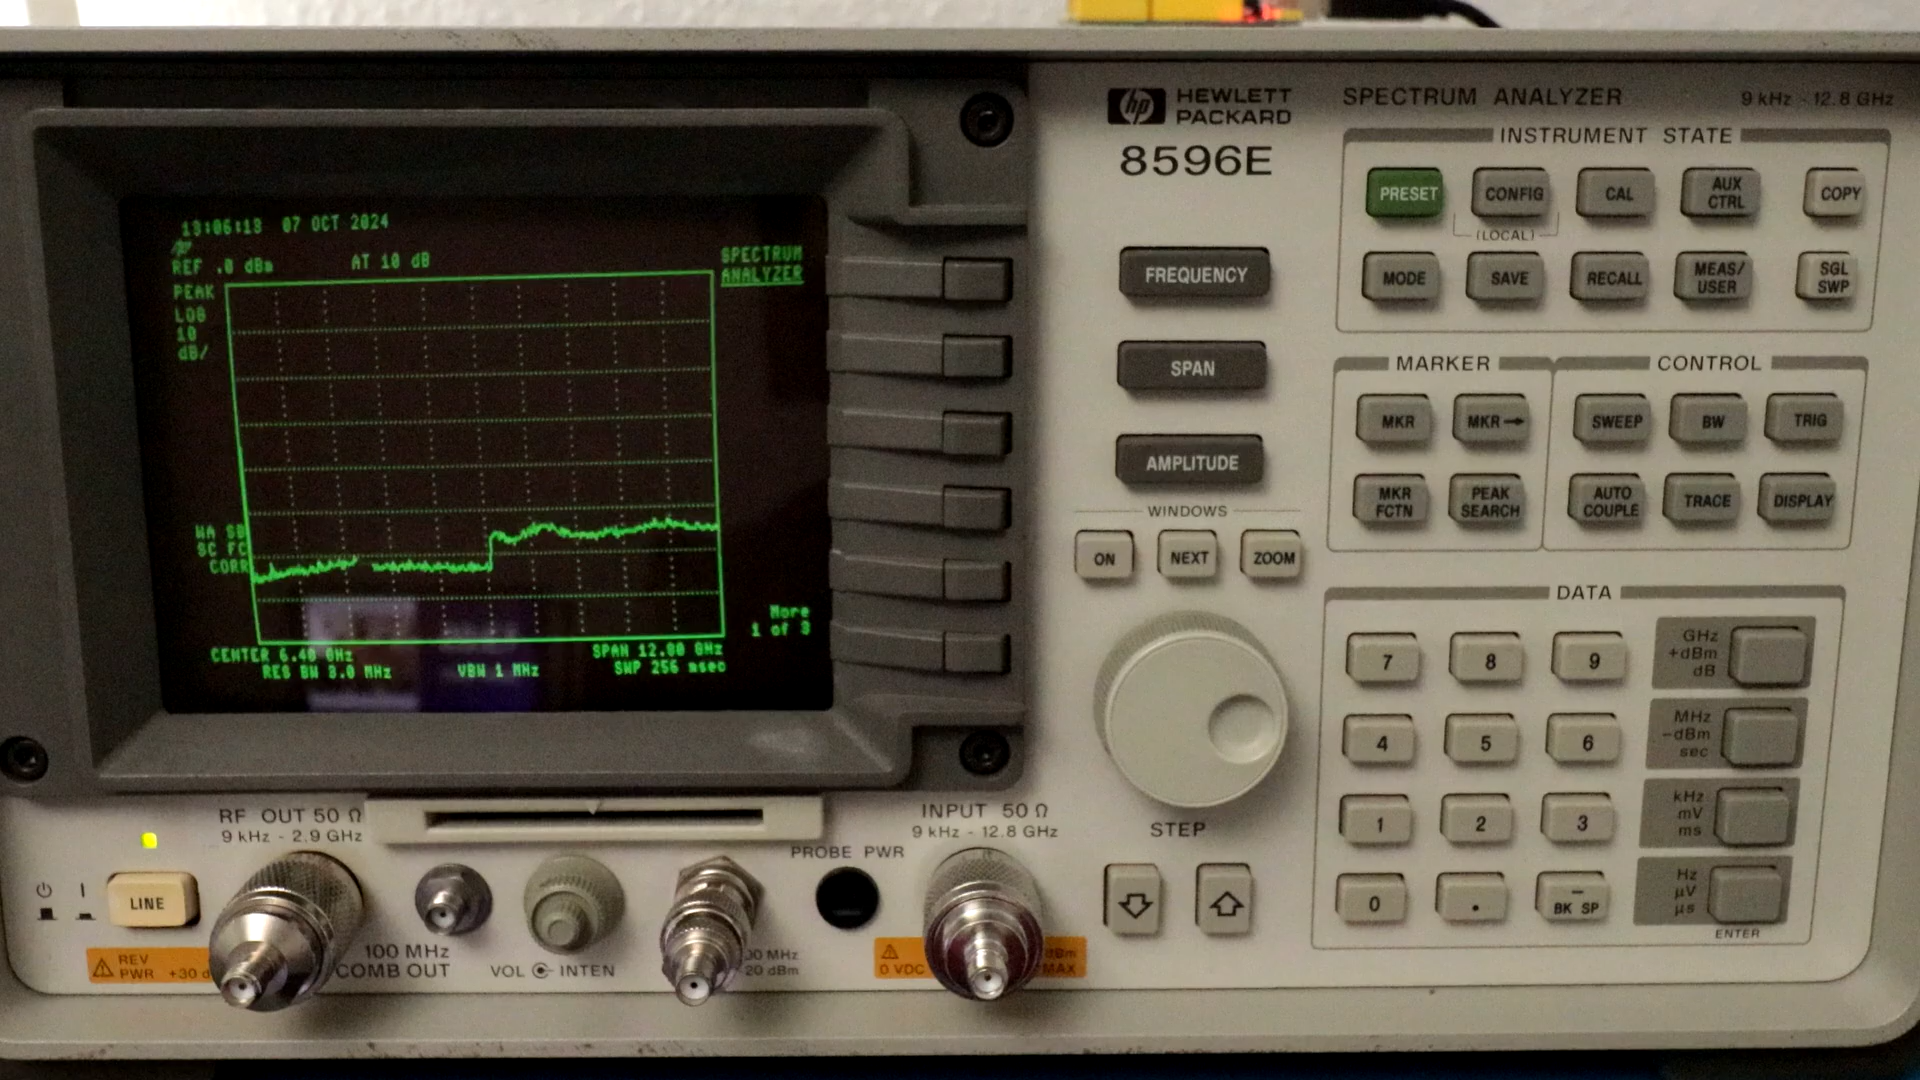 13:06:13 07 OCT 2024
REF .0 dBm AT 10 dB
PEAK
LOG
10
dB/
SPECTRUM
ANALYZER
WA SB
SC FC
CORR
More
1 of 3
CENTER 6.40 GHz
SPAN 12.80 GHz
RES BW 3.0 MHz
VBW 1 MHz
SWP 256 msec
hp HEWLETT
PACKARD
8596E
SPECTRUM ANALYZER
9 kHz - 12.8 GHz
INSTRUMENT STATE
PRESET
CONFIG
CAL
AUX
CTRL
COPY
(LOCAL)
MODE
SAVE
RECALL
MEAS/
USER
SGL
SWP
FREQUENCY
SPAN
AMPLITUDE
MARKER
MKR
MKR→
MKR
FCTN
PEAK
SEARCH
CONTROL
SWEEP
BW
TRIG
AUTO
COUPLE
TRACE
DISPLAY
WINDOWS
ON
NEXT
ZOOM
DATA
7
8
9
GHz
+dBm
dB
4
5
6
MHz
-dBm
sec
1
2
3
kHz
mV
ms
0
.
–
BK SP
Hz
μV
μs
ENTER
STEP
RF OUT 50 Ω
9 kHz - 2.9 GHz
INPUT 50 Ω
9 kHz - 12.8 GHz
PROBE PWR
LINE
REV
PWR +30 d
100 MHz
COMB OUT
VOL INTEN
00 MHz
20 dBm
0 VDC
dBm
MAX